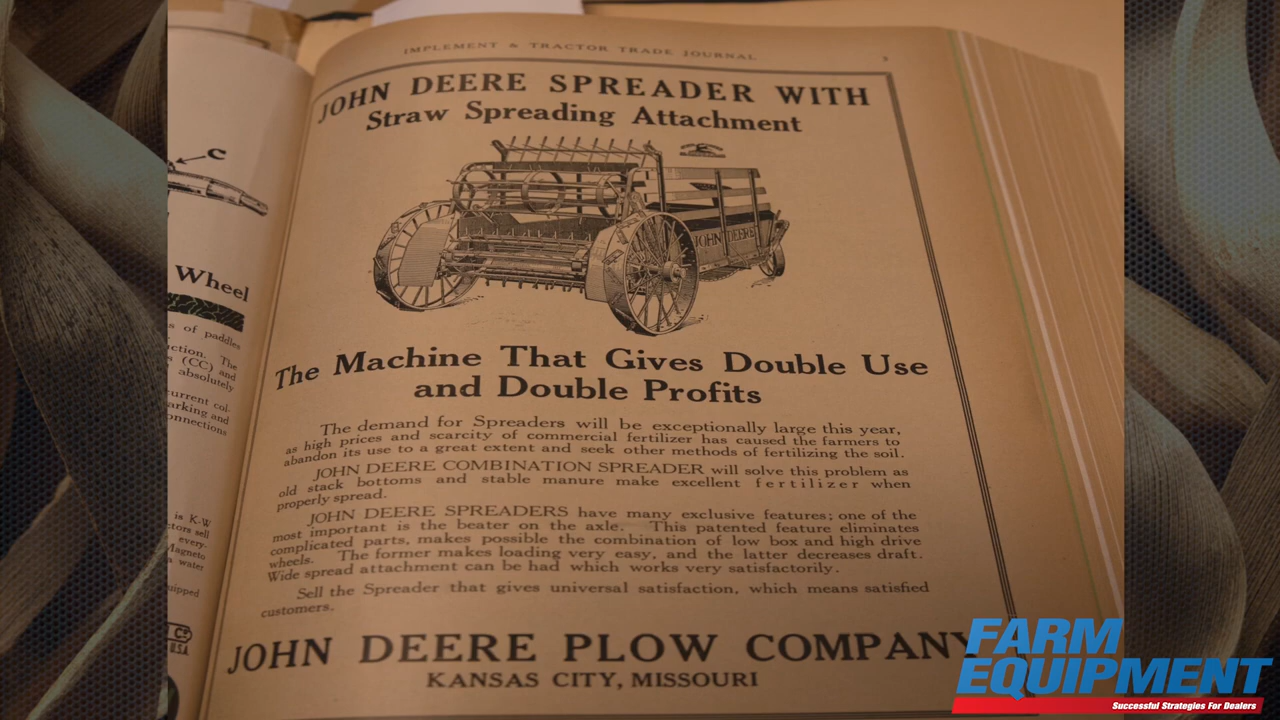 C
Wheel
s of paddles
uction. The
s (CC) and
absolutely
current col-
arking and
onnections
is K-W
ctors sell
every-
Magneto
a water
uipped
U.S.A.
IMPLEMENT & TRACTOR TRADE JOURNAL
3
JOHN DEERE SPREADER WITH
Straw Spreading Attachment
JOHN DEERE
The Machine That Gives Double Use
and Double Profits
The demand for Spreaders will be exceptionally large this year,
as high prices and scarcity of commercial fertilizer has caused the farmers to
abandon its use to a great extent and seek other methods of fertilizing the soil.
JOHN DEERE COMBINATION SPREADER will solve this problem as
old stack bottoms and stable manure make excellent fertilizer when
properly spread.
JOHN DEERE SPREADERS have many exclusive features; one of the
most important is the beater on the axle. This patented feature eliminates
complicated parts, makes possible the combination of low box and high drive
wheels. The former makes loading very easy, and the latter decreases draft.
Wide spread attachment can be had which works very satisfactorily.
Sell the Spreader that gives universal satisfaction, which means satisfied
customers.
JOHN DEERE PLOW COMPANY
KANSAS CITY, MISSOURI
FARM
EQUIPMENT
Successful Strategies For Dealers